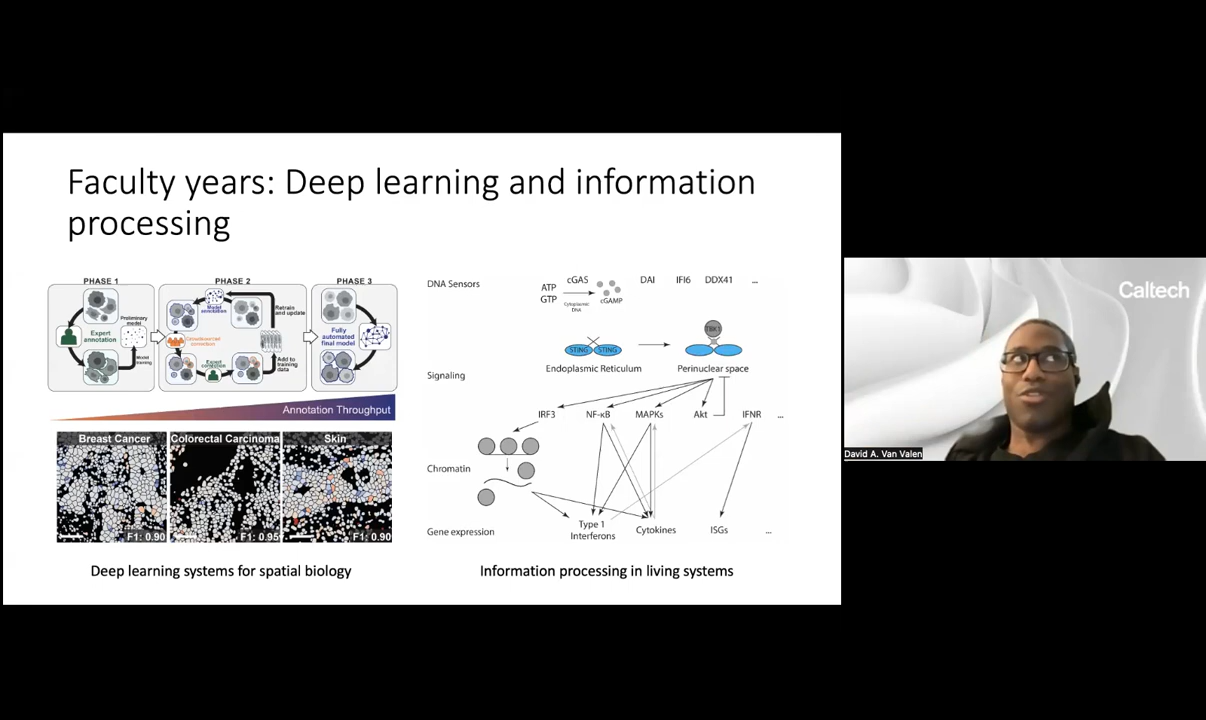 Faculty years: Deep learning and information
processing
PHASE 1
PHASE 2
PHASE 3
Expert
annotation
Preliminary
model
Model
training
Model
annotation
Crowdsourced
correction
Expert
correction
Retrain
and update
Add to
training
data
Fully
automated
final model
Annotation Throughput
Breast Cancer
Colorectal Carcinoma
Skin
F1: 0.90
F1: 0.95
F1: 0.90
Deep learning systems for spatial biology
DNA Sensors
ATP
GTP
cGAS
Cytoplasmic
DNA
cGAMP
DAI
IFI6
DDX41
...
STING
STING
TBK1
Endoplasmic Reticulum
Perinuclear space
Signaling
IRF3
NF-κB
MAPKs
Akt
IFNR
...
Chromatin
Gene expression
Type 1
Interferons
Cytokines
ISGs
...
Information processing in living systems
Caltech
David A. Van Valen